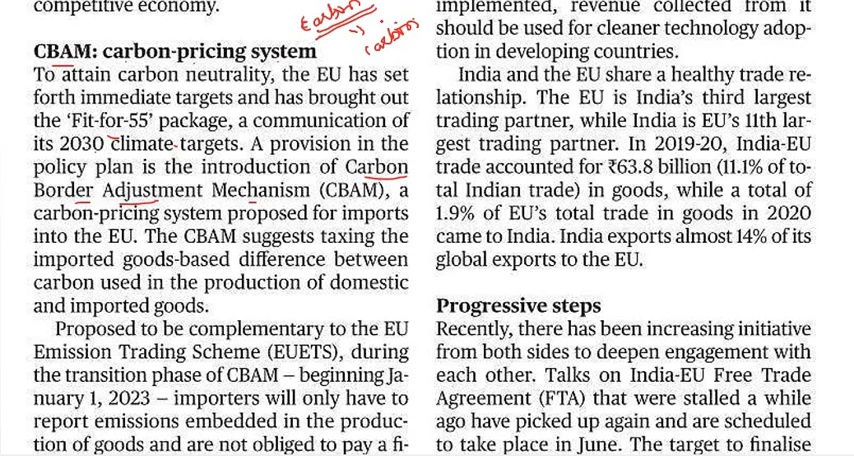 competitive economy.
CBAM: carbon-pricing system
To attain carbon neutrality, the EU has set
forth immediate targets and has brought out
the ‘Fit-for-55’ package, a communication of
its 2030 climate-targets. A provision in the
policy plan is the introduction of Carbon
Border Adjustment Mechanism (CBAM), a
carbon-pricing system proposed for imports
into the EU. The CBAM suggests taxing the
imported goods-based difference between
carbon used in the production of domestic
and imported goods.
Proposed to be complementary to the EU
Emission Trading Scheme (EUETS), during
the transition phase of CBAM – beginning Ja-
nuary 1, 2023 – importers will only have to
report emissions embedded in the produc-
tion of goods and are not obliged to pay a fi-
implemented, revenue collected from it
should be used for cleaner technology adop-
tion in developing countries.
India and the EU share a healthy trade re-
lationship. The EU is India’s third largest
trading partner, while India is EU’s 11th lar-
gest trading partner. In 2019-20, India-EU
trade accounted for ₹63.8 billion (11.1% of to-
tal Indian trade) in goods, while a total of
1.9% of EU’s total trade in goods in 2020
came to India. India exports almost 14% of its
global exports to the EU.
Progressive steps
Recently, there has been increasing initiative
from both sides to deepen engagement with
each other. Talks on India-EU Free Trade
Agreement (FTA) that were stalled a while
ago have picked up again and are scheduled
to take place in June. The target to finalise